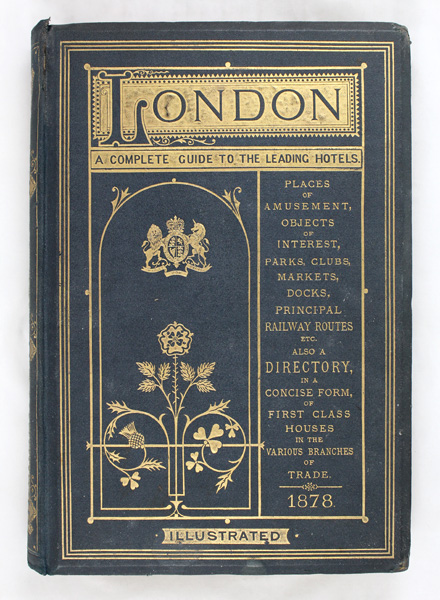 LONDON
A COMPLETE GUIDE TO THE LEADING HOTELS.
PLACES
OF
AMUSEMENT,
OBJECTS
OF
INTEREST,
PARKS, CLUBS,
MARKETS,
DOCKS,
PRINCIPAL
RAILWAY ROUTES
ETC.
ALSO A
DIRECTORY,
IN A
CONCISE FORM,
OF
FIRST CLASS
HOUSES
IN THE
VARIOUS BRANCHES
OF
TRADE.
1878.
ILLUSTRATED